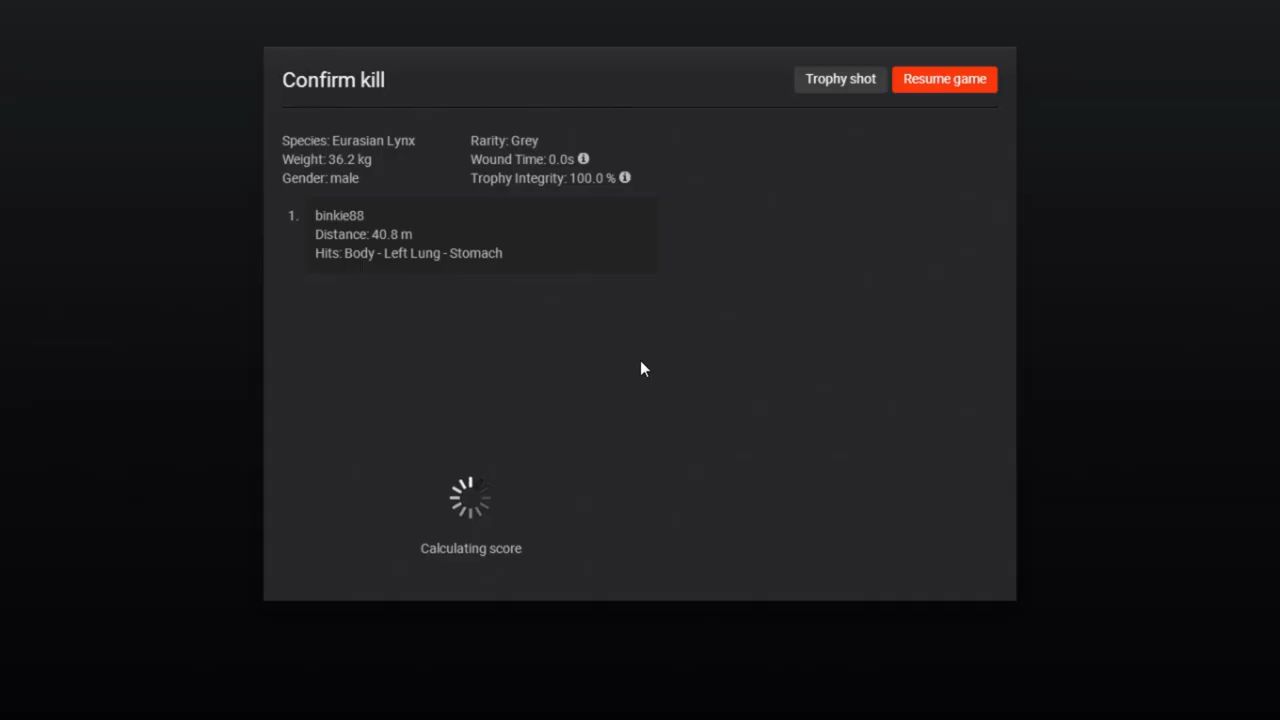 Confirm kill
Trophy shot
Resume game
Species: Eurasian Lynx
Weight: 36.2 kg
Gender: male
Rarity: Grey
Wound Time: 0.0s
Trophy Integrity: 100.0 %
1.
binkie88
Distance: 40.8 m
Hits: Body - Left Lung - Stomach
Calculating score